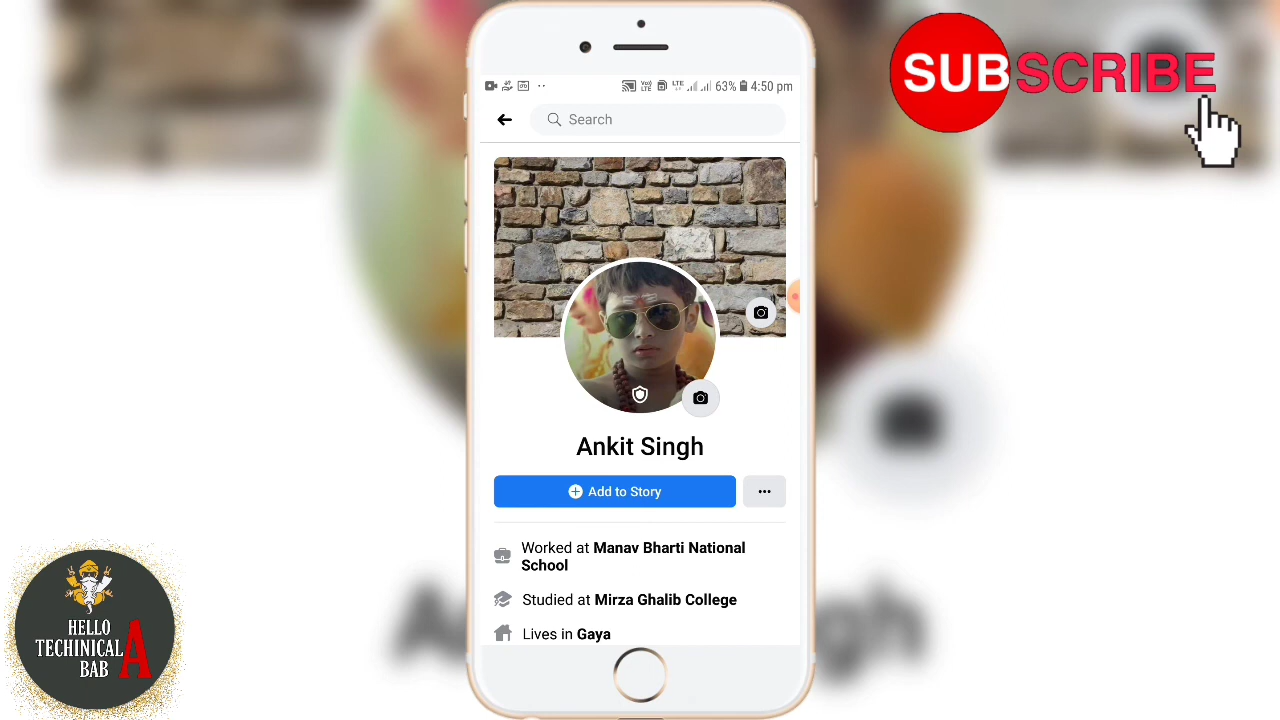 SUBSCRIBE
63% 4:50 pm
Search
Ankit Singh
Add to Story
Worked at Manav Bharti National
School
Studied at Mirza Ghalib College
Lives in Gaya
HELLO
TECHINICAL
BAB A